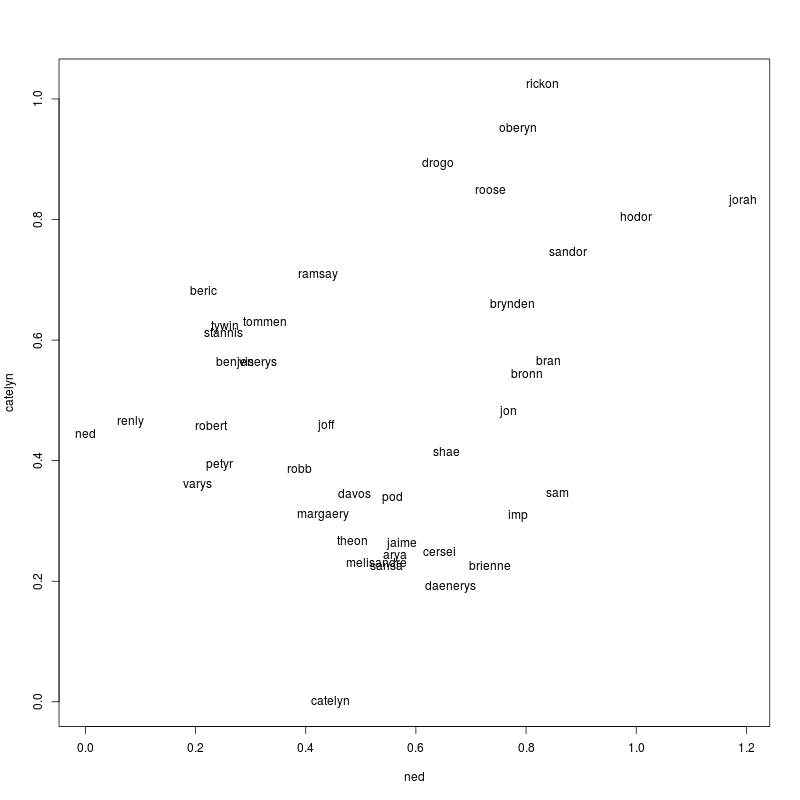 rickon
oberyn
drogo
roose
jorah
hodor
sandor
ramsay
beric
brynden
tommen
tywin
stannis
benjen
viserys
bran
bronn
jon
renly
ned
robert
joff
shae
petyr
robb
varys
davos
pod
sam
margaery
imp
theon
jaime
arya
cersei
melisandre
sansa
brienne
daenerys
catelyn
0.0
0.2
0.4
0.6
0.8
1.0
catelyn
0.0
0.2
0.4
0.6
0.8
1.0
1.2
ned